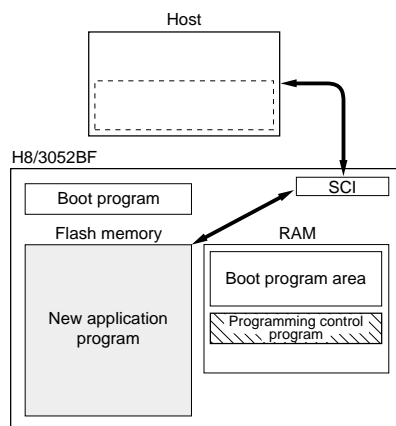 Host
H8/3052BF
SCI
Boot program
Flash memory
RAM
Boot program area
New application
program
Programming control
program